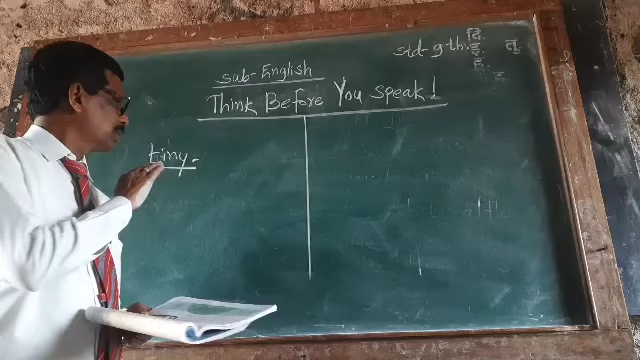 Sub-English
Std-9th.
Think Before You Speak!
tiny-
दि.
इ.
तु